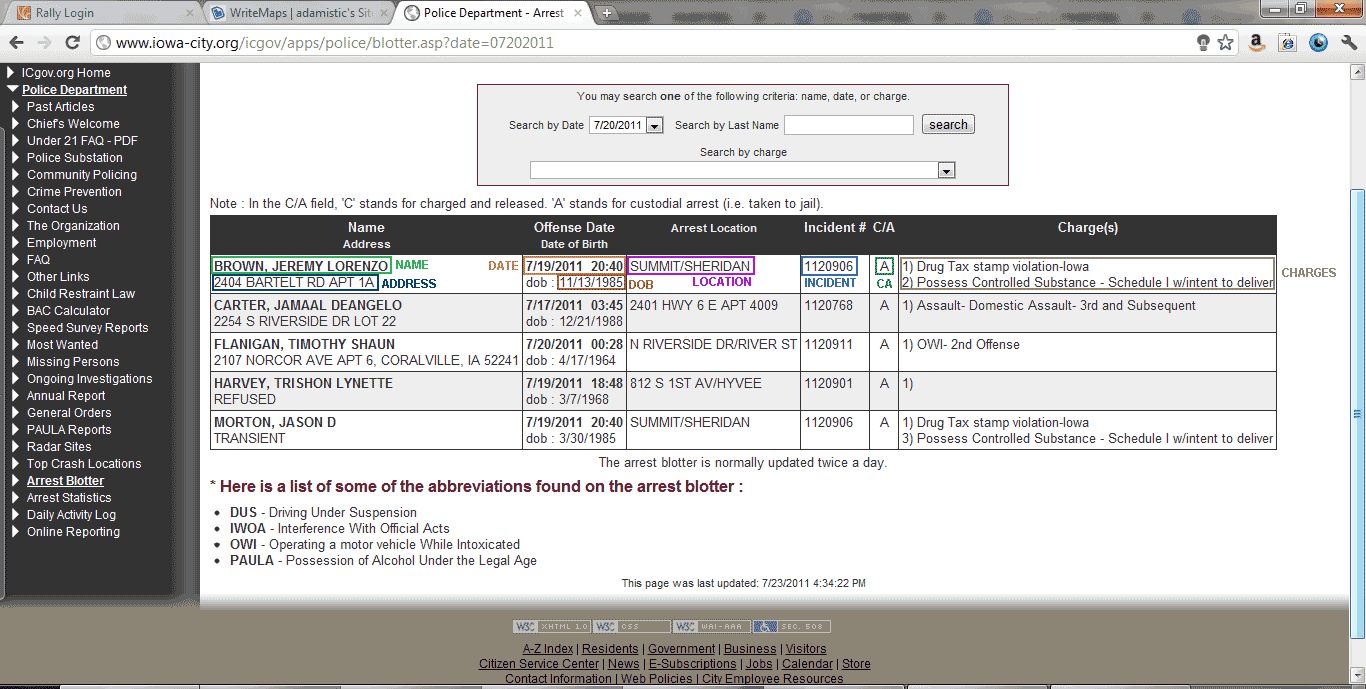 Rally Login
WriteMaps | adamistic's Site
Police Department - Arrest
www.iowa-city.org/icgov/apps/police/blotter.asp?date=07202011
ICgov.org Home
Police Department
Past Articles
Chief's Welcome
Under 21 FAQ - PDF
Police Substation
Community Policing
Crime Prevention
Contact Us
The Organization
Employment
FAQ
Other Links
Child Restraint Law
BAC Calculator
Speed Survey Reports
Most Wanted
Missing Persons
Ongoing Investigations
Annual Report
General Orders
PAULA Reports
Radar Sites
Top Crash Locations
Arrest Blotter
Arrest Statistics
Daily Activity Log
Online Reporting
You may search one of the following criteria: name, date, or charge.
Search by Date 7/20/2011 Search by Last Name search
Search by charge
Note : In the C/A field, 'C' stands for charged and released. 'A' stands for custodial arrest (i.e. taken to jail).
Name Offense Date Arrest Location Incident # C/A Charge(s)
Address Date of Birth
BROWN, JEREMY LORENZO NAME DATE 7/19/2011 20:40 SUMMIT/SHERIDAN 1120906 A 1) Drug Tax stamp violation-Iowa CHARGES
2404 BARTELT RD APT 1A ADDRESS dob : 11/13/1985 DOB LOCATION INCIDENT CA 2) Possess Controlled Substance - Schedule I w/intent to deliver
CARTER, JAMAAL DEANGELO 7/17/2011 03:45 2401 HWY 6 E APT 4009 1120768 A 1) Assault- Domestic Assault- 3rd and Subsequent
2254 S RIVERSIDE DR LOT 22 dob : 12/21/1988
FLANIGAN, TIMOTHY SHAUN 7/20/2011 00:28 N RIVERSIDE DR/RIVER ST 1120911 A 1) OWI- 2nd Offense
2107 NORCOR AVE APT 6, CORALVILLE, IA 52241 dob : 4/17/1964
HARVEY, TRISHON LYNETTE 7/19/2011 18:48 812 S 1ST AV/HYVEE 1120901 A 1)
REFUSED dob : 3/7/1968
MORTON, JASON D 7/19/2011 20:40 SUMMIT/SHERIDAN 1120906 A 1) Drug Tax stamp violation-Iowa
TRANSIENT dob : 3/30/1985 3) Possess Controlled Substance - Schedule I w/intent to deliver
The arrest blotter is normally updated twice a day.
* Here is a list of some of the abbreviations found on the arrest blotter :
DUS - Driving Under Suspension
IWOA - Interference With Official Acts
OWI - Operating a motor vehicle While Intoxicated
PAULA - Possession of Alcohol Under the Legal Age
This page was last updated: 7/23/2011 4:34:22 PM
W3C XHTML 1.0 W3C CSS W3C WAI-AAA SEC. 508
A-Z Index | Residents | Government | Business | Visitors
Citizen Service Center | News | E-Subscriptions | Jobs | Calendar | Store
Contact Information | Web Policies | City Employee Resources